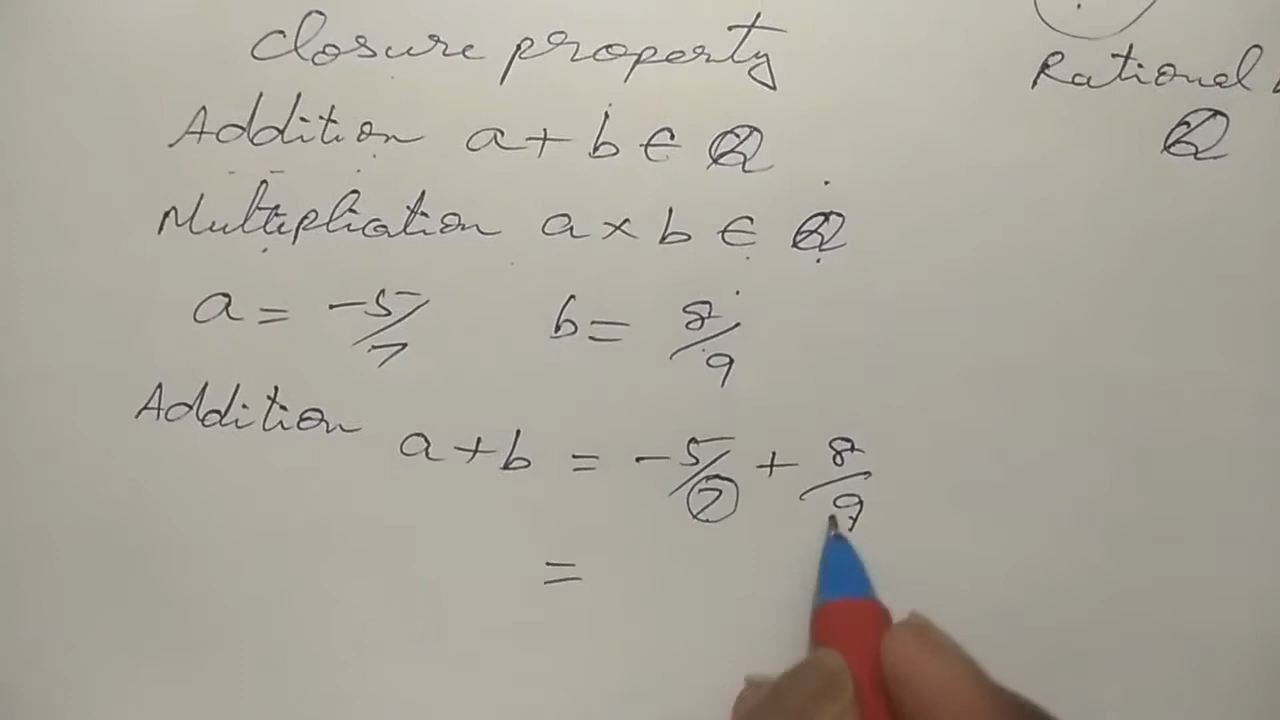 Closure property
Rational
Q
Addition a + b ∈ Q
Multiplication a × b ∈ Q
a = -5/7 b = 8/9
Addition a + b = -5/7 + 8/9
=